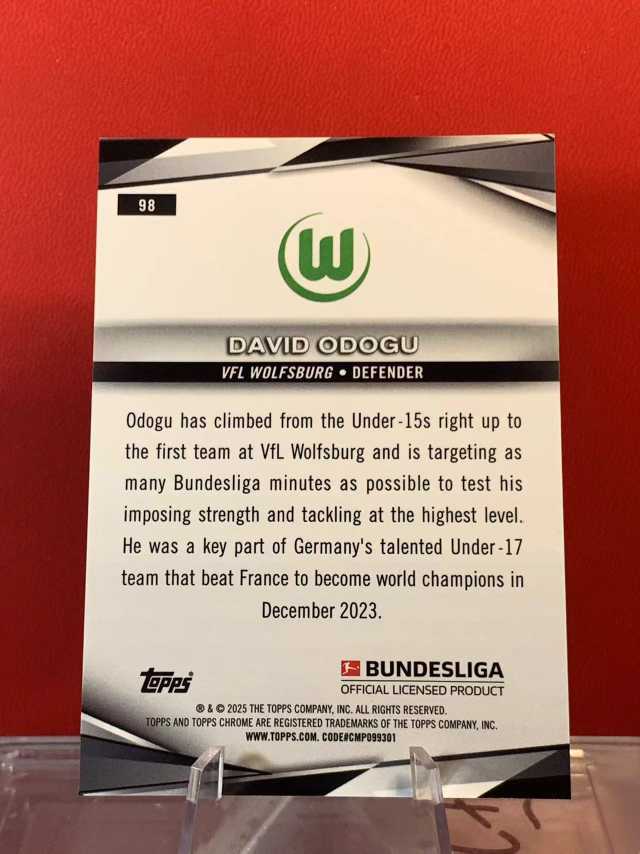 98
W
DAVID ODOGU
VFL WOLFSBURG • DEFENDER
Odogu has climbed from the Under-15s right up to
the first team at VfL Wolfsburg and is targeting as
many Bundesliga minutes as possible to test his
imposing strength and tackling at the highest level.
He was a key part of Germany's talented Under-17
team that beat France to become world champions in
December 2023.
Topps
BUNDESLIGA
OFFICIAL LICENSED PRODUCT
® & © 2025 THE TOPPS COMPANY, INC. ALL RIGHTS RESERVED.
TOPPS AND TOPPS CHROME ARE REGISTERED TRADEMARKS OF THE TOPPS COMPANY, INC.
WWW.TOPPS.COM. CODE#CMP099301